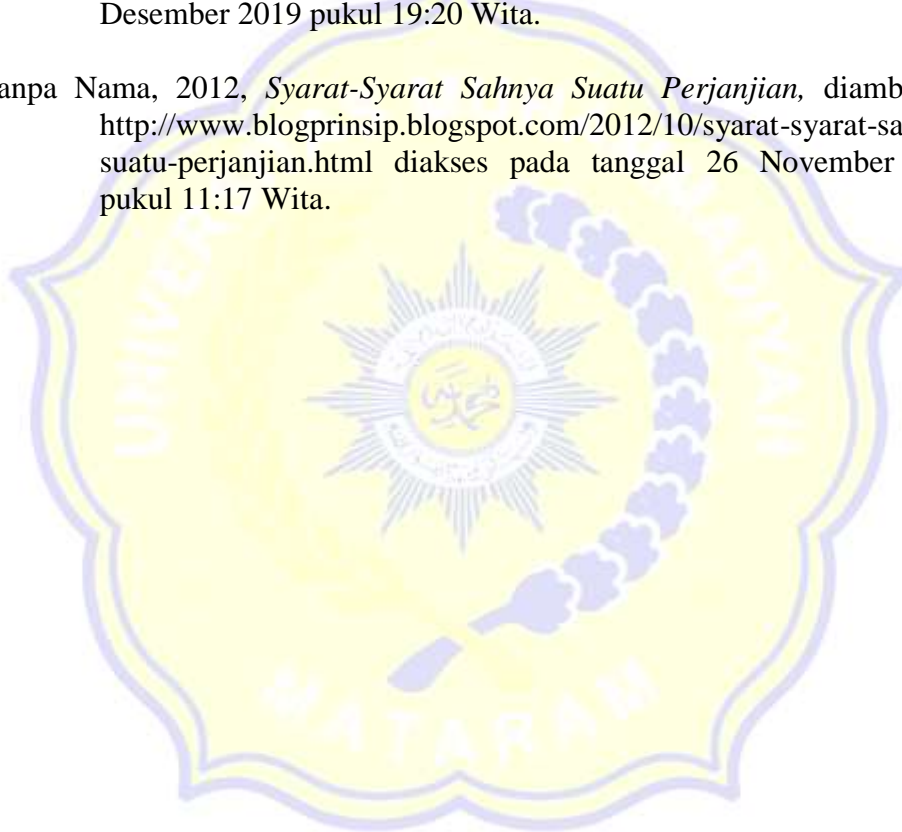 Desember 2019 pukul 19:20 Wita.
anpa Nama, 2012, Syarat-Syarat Sahnya Suatu Perjanjian, diamb
http://www.blogprinsip.blogspot.com/2012/10/syarat-syarat-sa
suatu-perjanjian.html diakses pada tanggal 26 November
pukul 11:17 Wita.
MATARAM